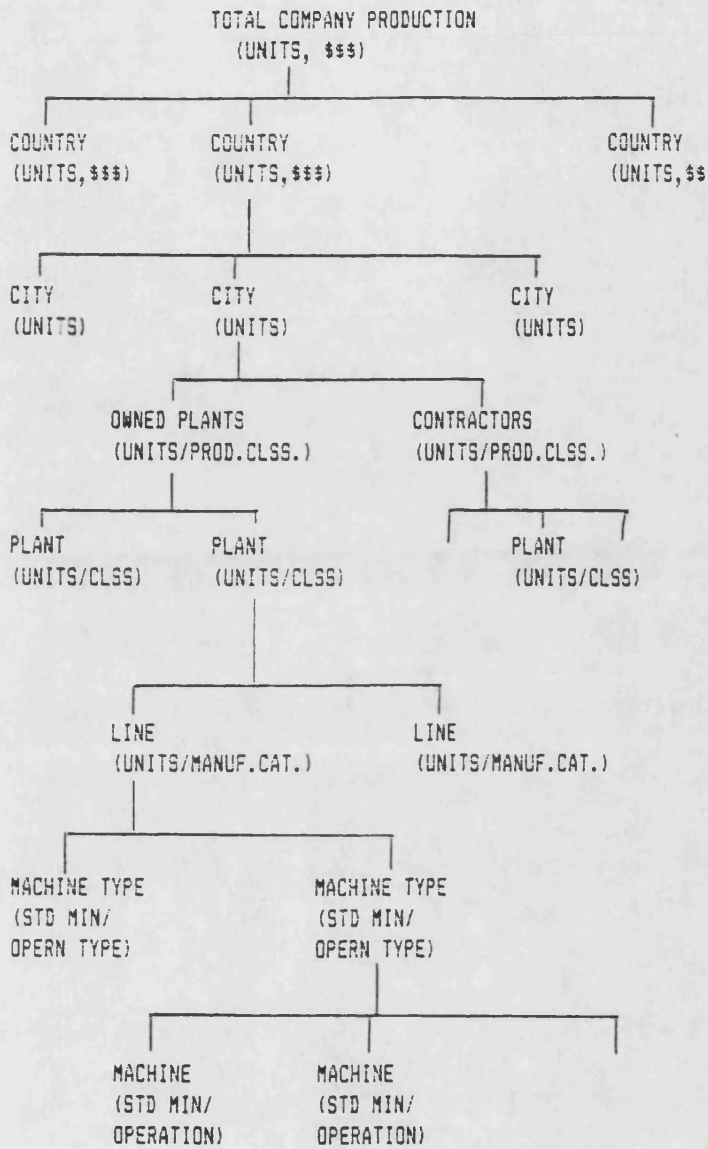 TOTAL COMPANY PRODUCTION
(UNITS, $$$)
COUNTRY COUNTRY COUNTRY
(UNITS,$$$) (UNITS,$$$) (UNITS,$$
CITY CITY CITY
(UNITS) (UNITS) (UNITS)
OWNED PLANTS CONTRACTORS
(UNITS/PROD.CLSS.) (UNITS/PROD.CLSS.)
PLANT PLANT PLANT
(UNITS/CLSS) (UNITS/CLSS) (UNITS/CLSS)
LINE LINE
(UNITS/MANUF.CAT.) (UNITS/MANUF.CAT.)
MACHINE TYPE MACHINE TYPE
(STD MIN/ (STD MIN/
OPERN TYPE) OPERN TYPE)
MACHINE MACHINE
(STD MIN/ (STD MIN/
OPERATION) OPERATION)